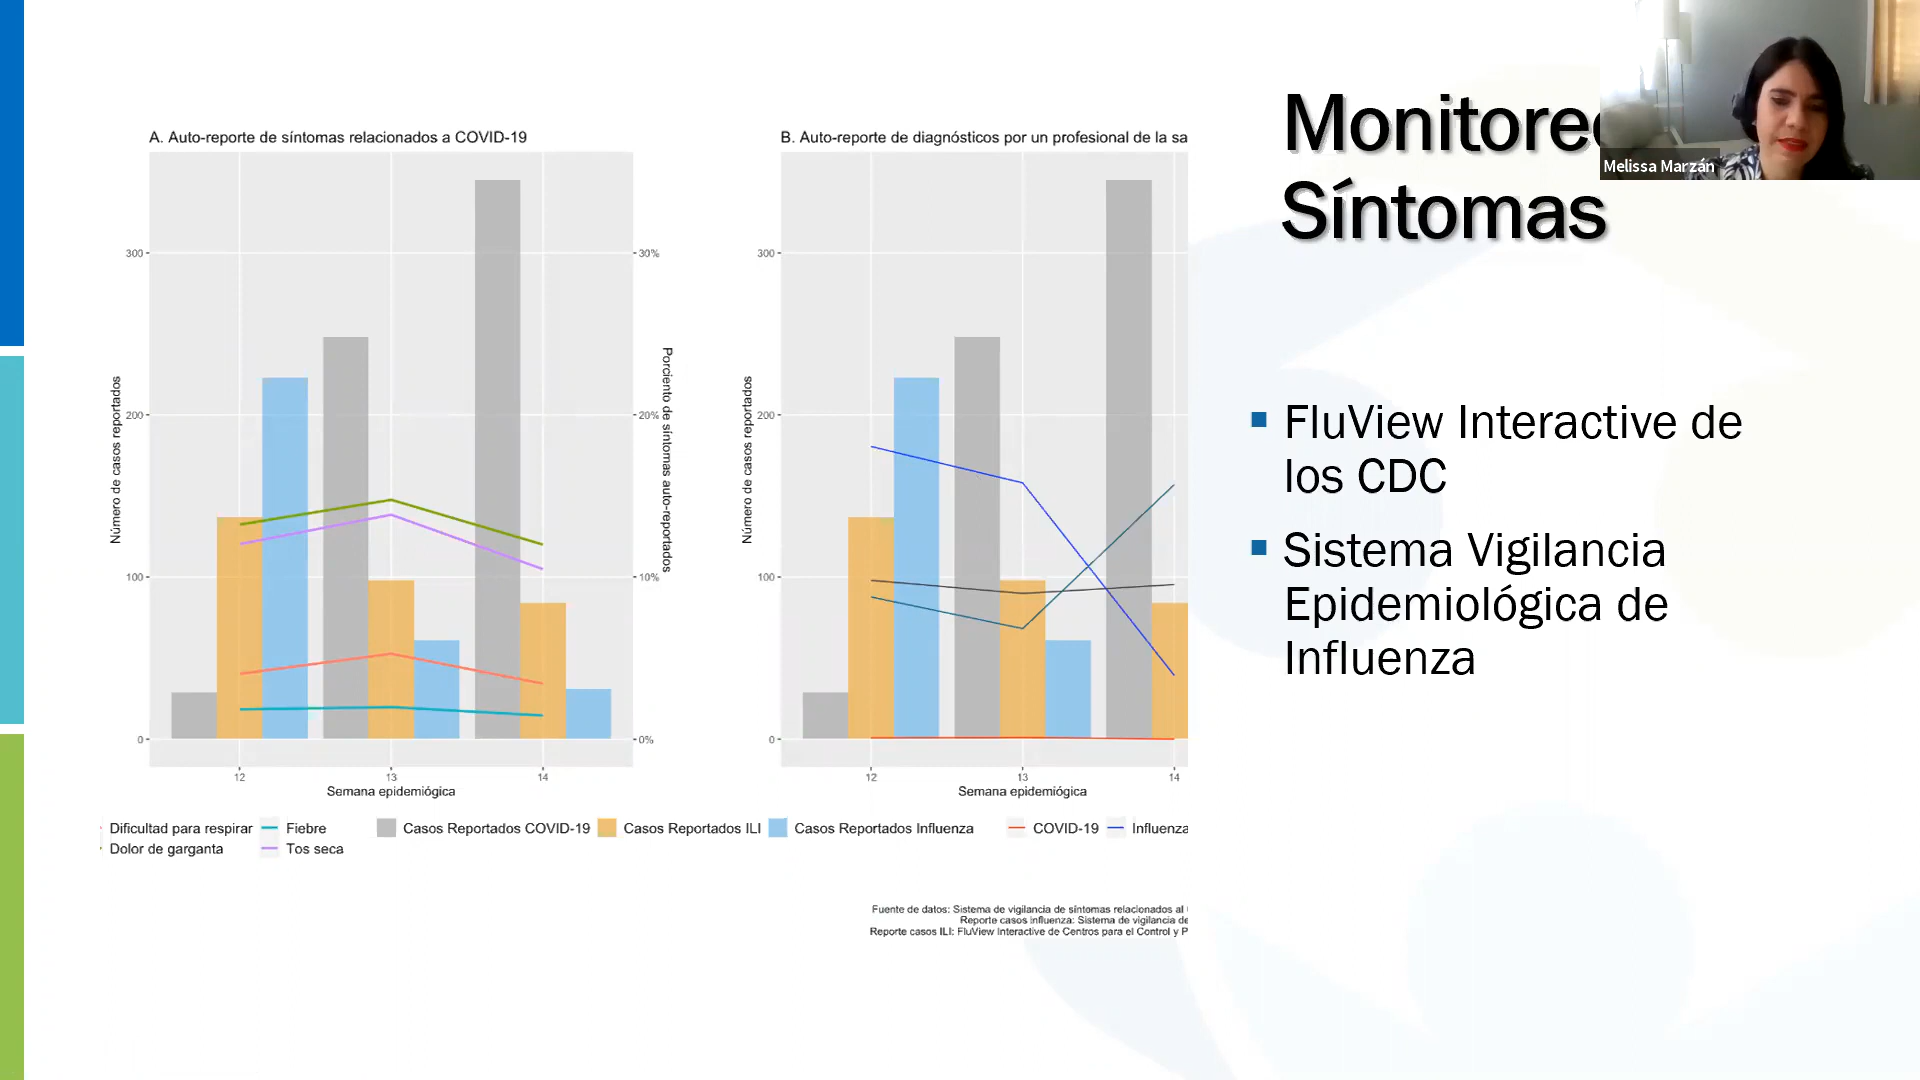 Monitoreo
Síntomas
Melissa Marzán
A. Auto-reporte de síntomas relacionados a COVID-19
300
200
100
0
30%
20%
10%
0%
Número de casos reportados
Porciento de síntomas auto-reportados
12 13 14
Semana epidemiógica
B. Auto-reporte de diagnósticos por un profesional de la sa
300
200
100
0
Número de casos reportados
12 13 14
Semana epidemiógica
Dificultad para respirar Fiebre
Dolor de garganta Tos seca
Casos Reportados COVID-19 Casos Reportados ILI Casos Reportados Influenza
COVID-19 Influenza
Fuente de datos: Sistema de vigilancia de síntomas relacionados al
Reporte casos influenza: Sistema de vigilancia de
Reporte casos ILI: FluView Interactive de Centros para el Control y P
FluView Interactive de
los CDC
Sistema Vigilancia
Epidemiológica de
Influenza